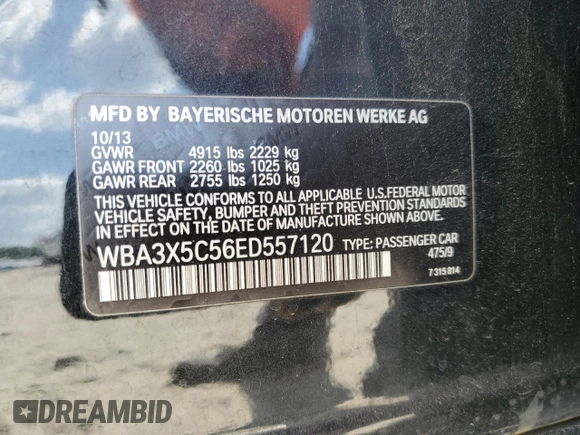 MFD BY BAYERISCHE MOTOREN WERKE AG
10/13
GVWR 4915 lbs 2229 kg
GAWR FRONT 2260 lbs 1025 kg
GAWR REAR 2755 lbs 1250 kg
THIS VEHICLE CONFORMS TO ALL APPLICABLE U.S.FEDERAL MOTOR
VEHICLE SAFETY, BUMPER AND THEFT PREVENTION STANDARDS
IN EFFECT ON THE DATE OF MANUFACTURE SHOWN ABOVE.
WBA3X5C56ED557120 TYPE: PASSENGER CAR
475/9
7 315 814
DREAMBID